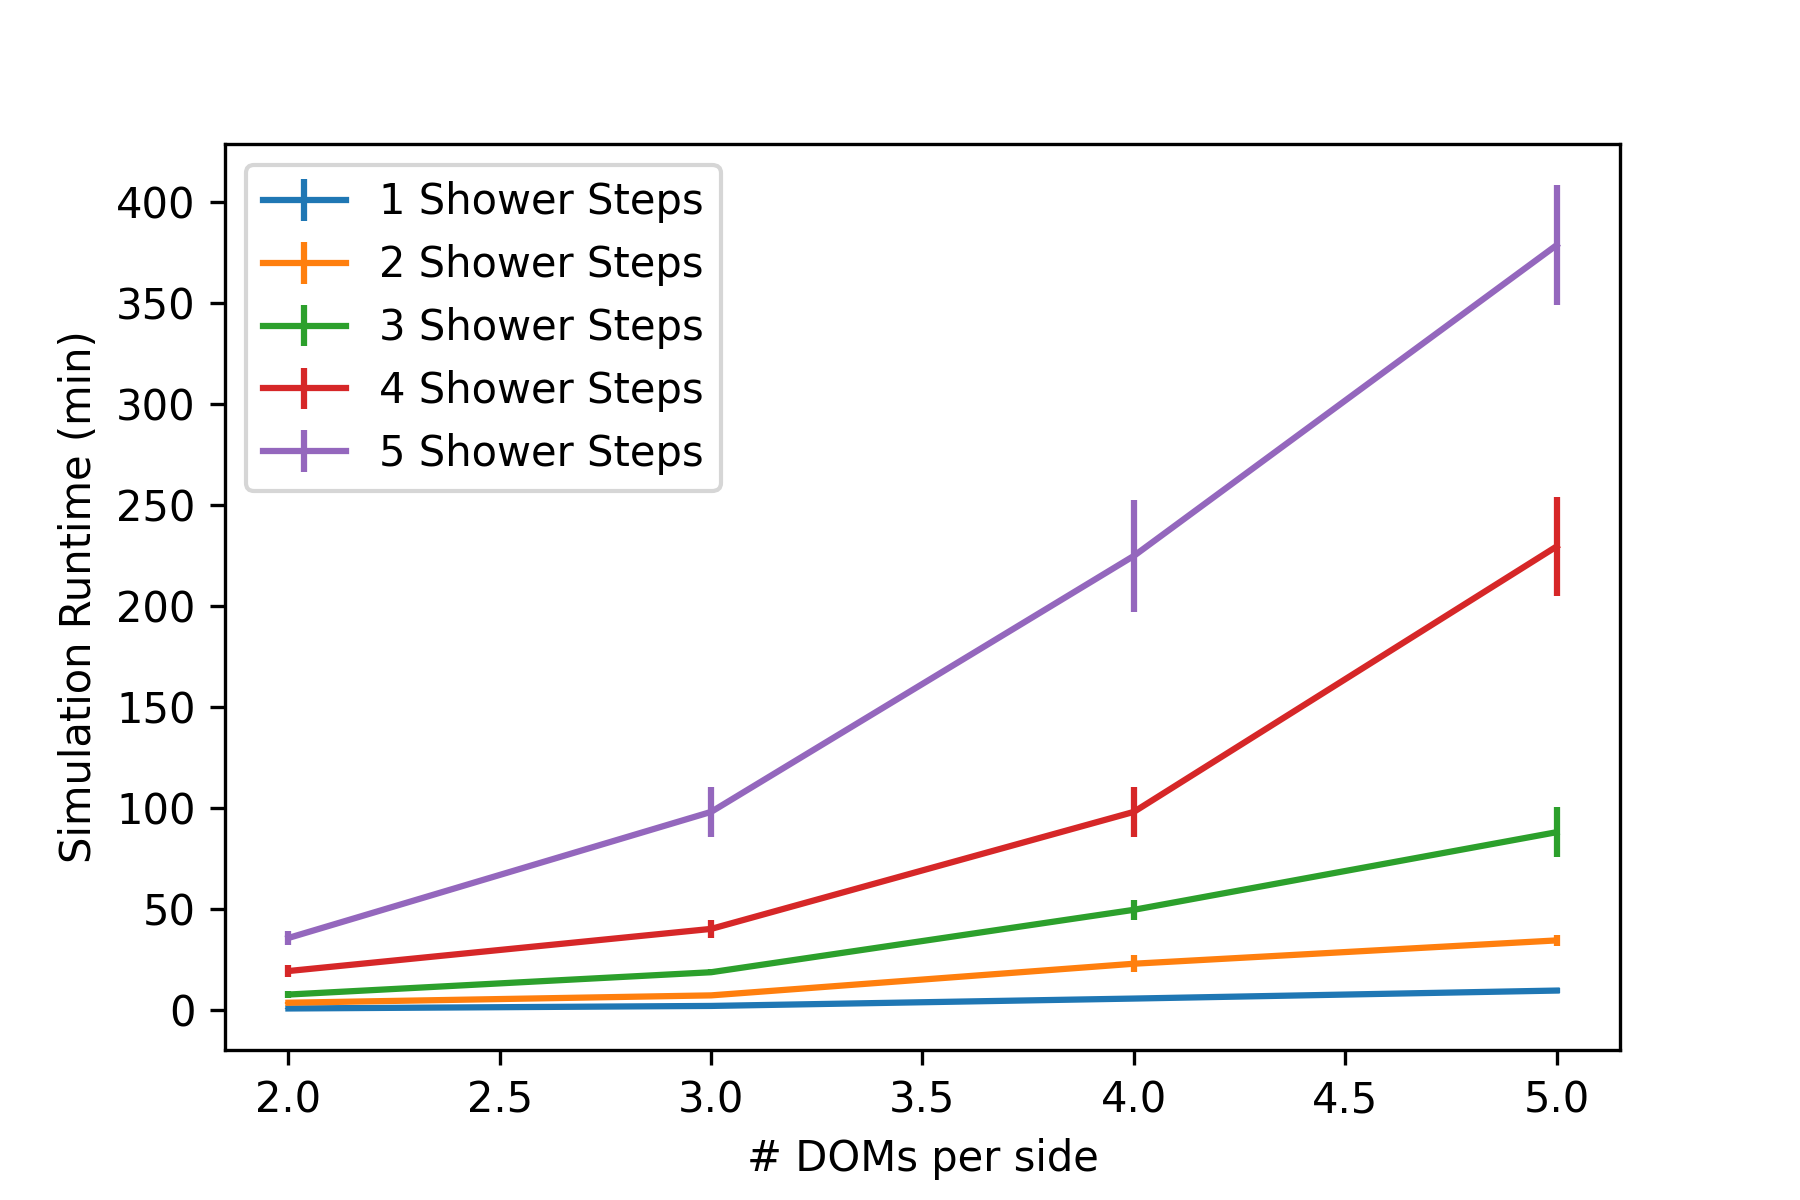 1 Shower Steps
2 Shower Steps
3 Shower Steps
4 Shower Steps
5 Shower Steps
Simulation Runtime (min)
400
350
300
250
200
150
100
50
0
2.0 2.5 3.0 3.5 4.0 4.5 5.0
# DOMs per side